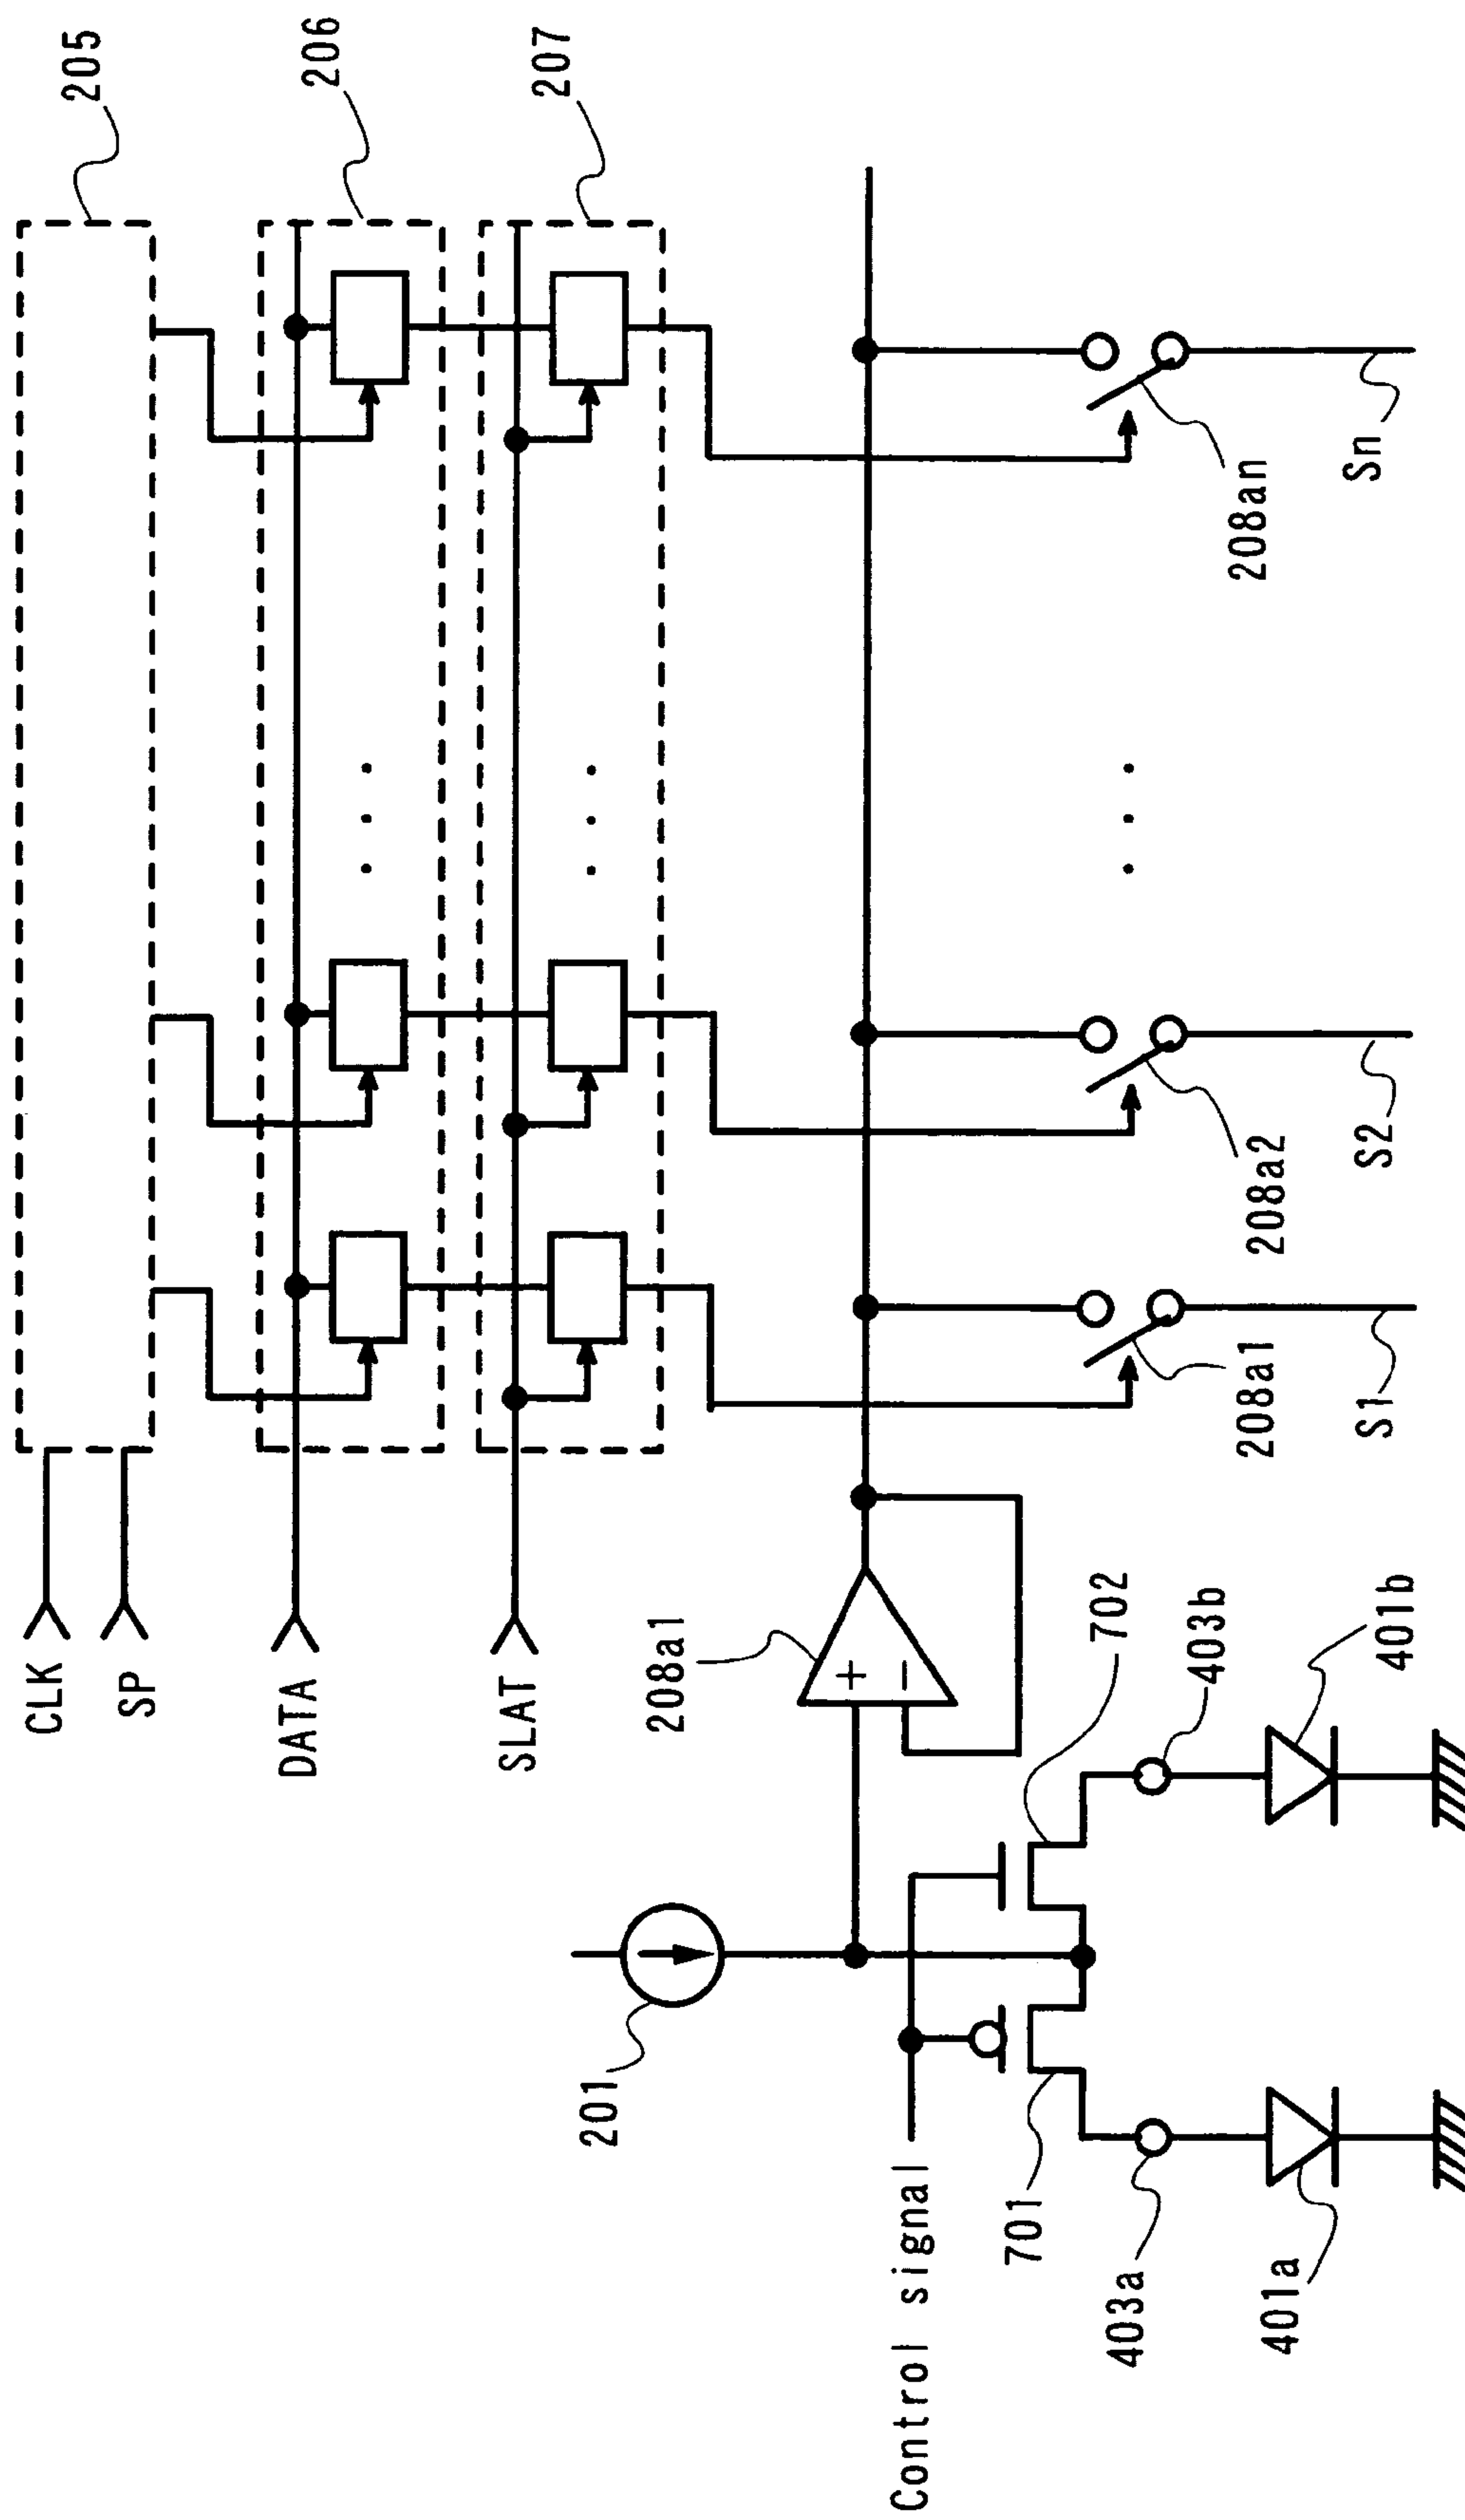 CLK
SP
205
DATA
206
SLAT
207
208a1
201
Control signal
701
702
403a
403b
401a
401b
208a1
208a2
208an
S1
S2
Sn